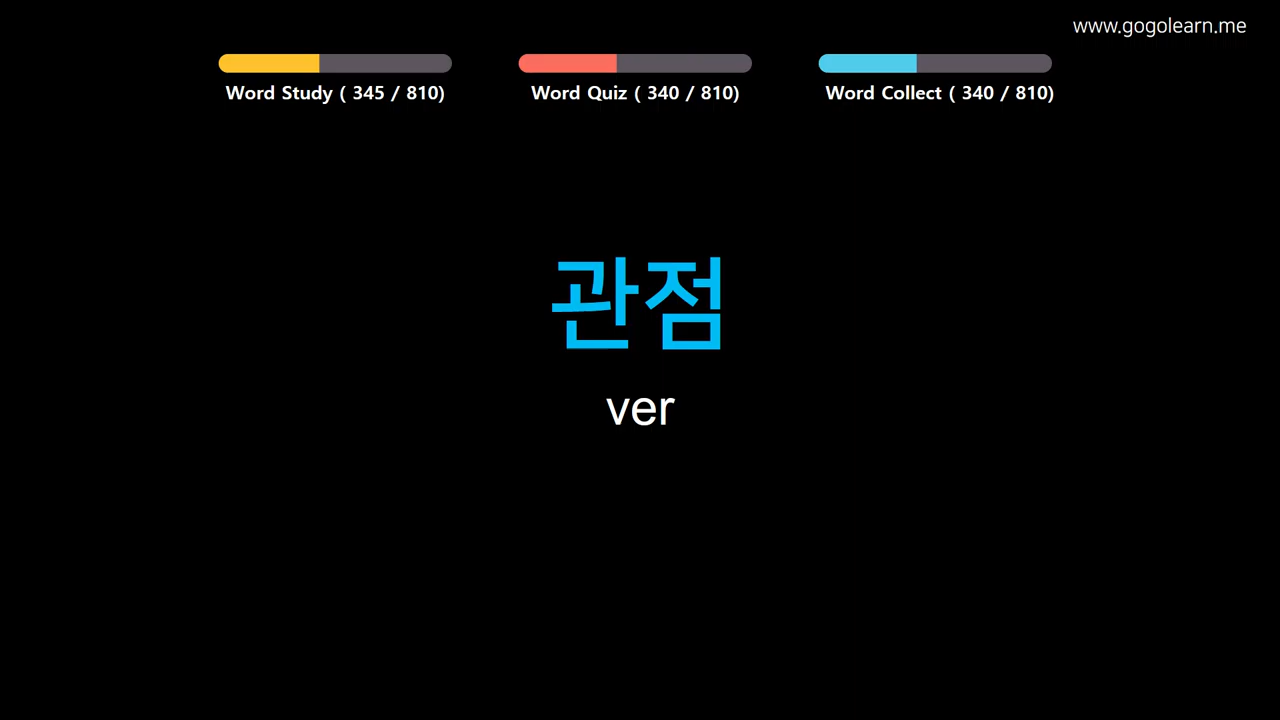 www.gogolearn.me
Word Study ( 345 / 810)
Word Quiz ( 340 / 810)
Word Collect ( 340 / 810)
관점
ver